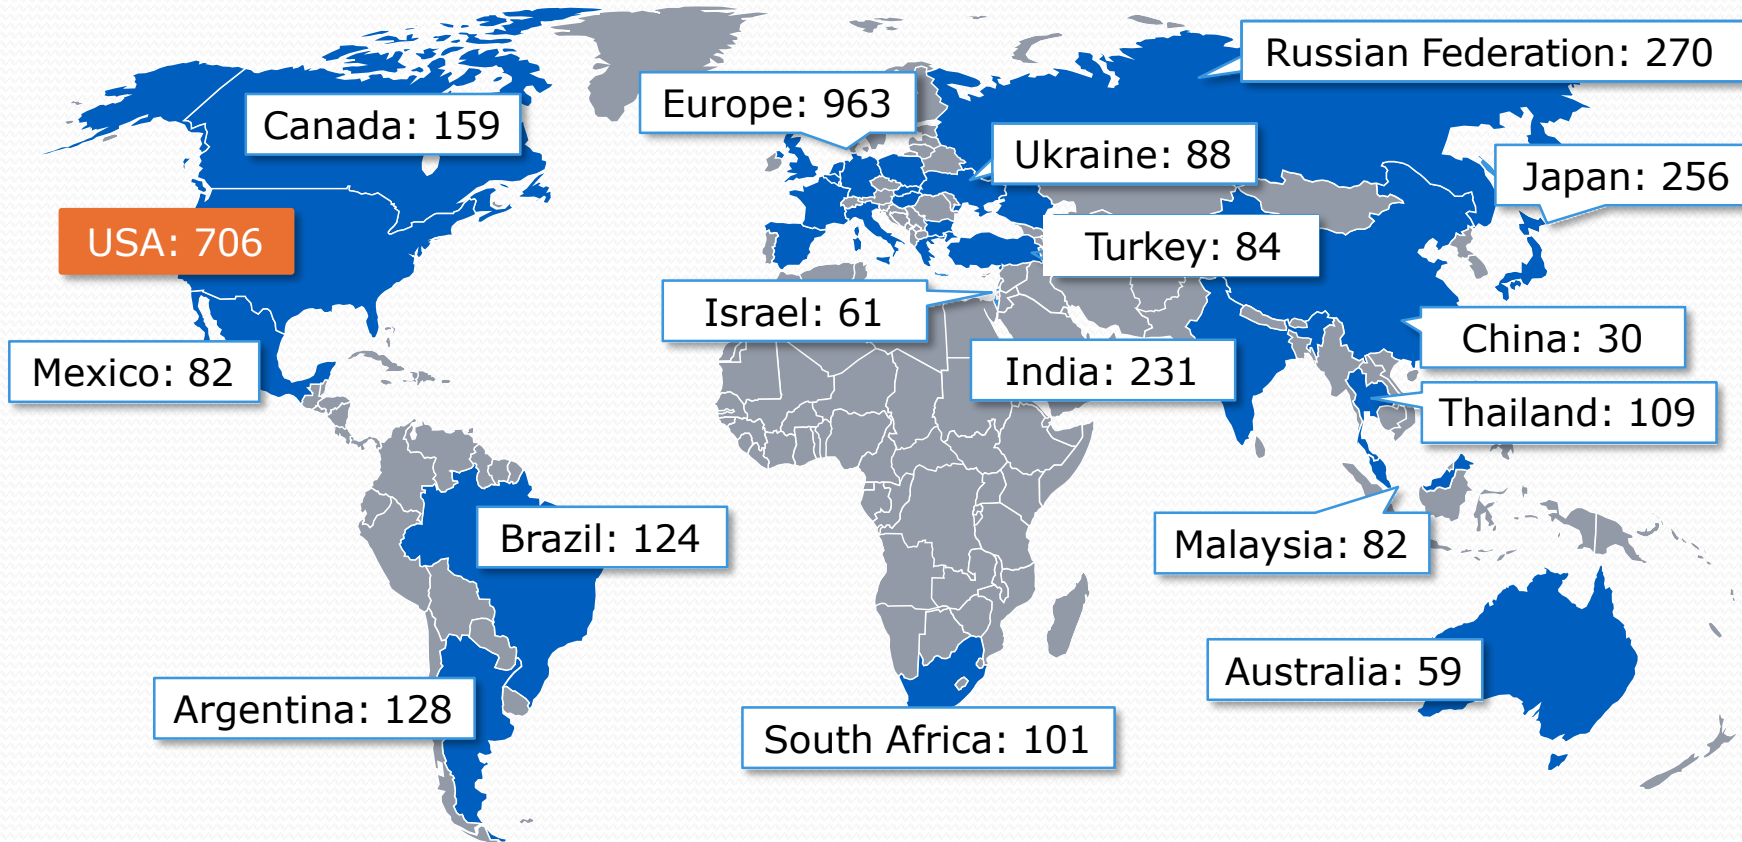 Russian Federation: 270
Europe: 963
Canada: 159
Ukraine: 88
Japan: 256
USA: 706
Turkey: 84
Israel: 61
China: 30
Mexico: 82
India: 231
Thailand: 109
Brazil: 124
Malaysia: 82
Australia: 59
Argentina: 128
South Africa: 101